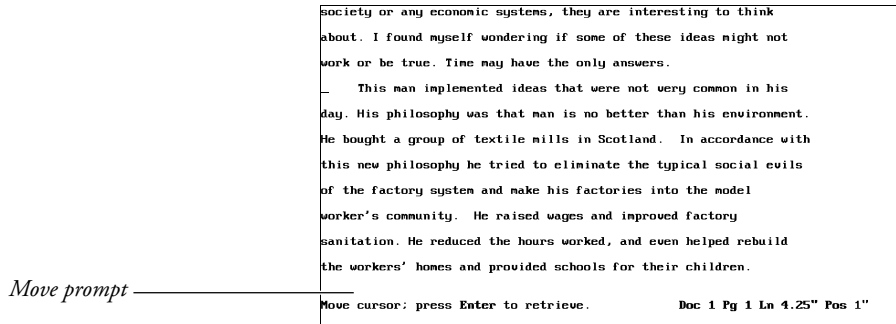 society or any economic systems, they are interesting to think
about. I found myself wondering if some of these ideas might not
work or be true. Time may have the only answers.
_    This man implemented ideas that were not very common in his
day. His philosophy was that man is no better than his environment.
He bought a group of textile mills in Scotland.  In accordance with
this new philosophy he tried to eliminate the typical social evils
of the factory system and make his factories into the model
worker's community.  He raised wages and improved factory
sanitation. He reduced the hours worked, and even helped rebuild
the workers' homes and provided schools for their children.
Move prompt
Move cursor; press Enter to retrieve.    Doc 1 Pg 1 Ln 4.25" Pos 1"